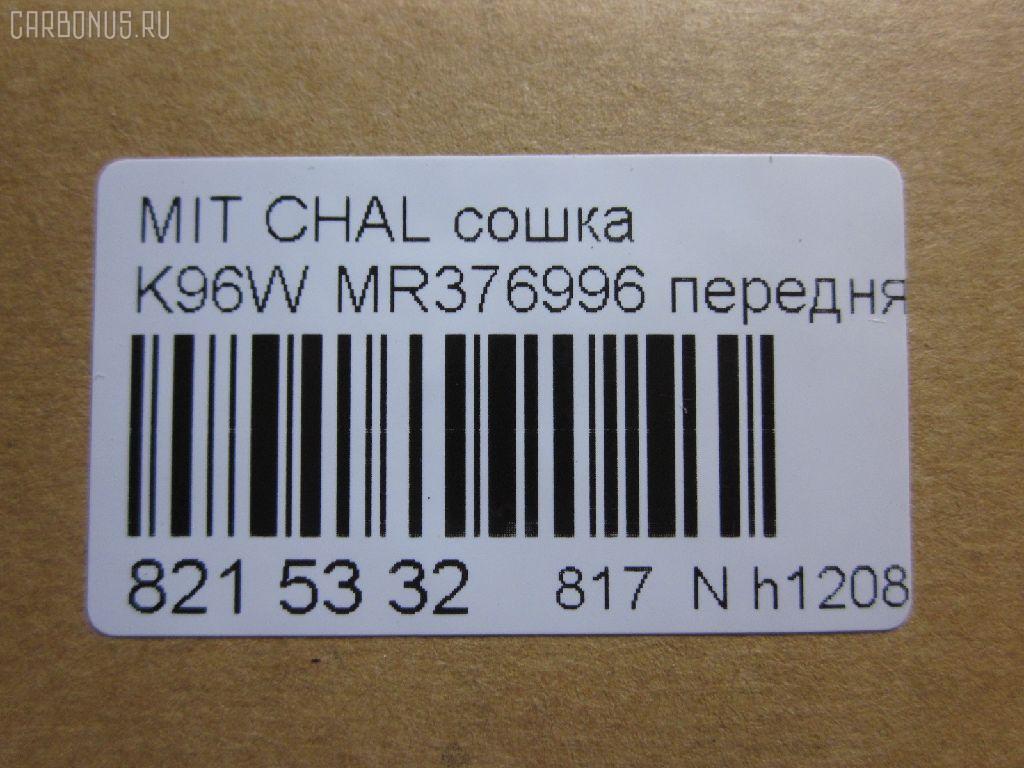 CARBONUS.RU
MIT CHAL сошка
K96W MR376996 передня
821 53 32 817 N h1208